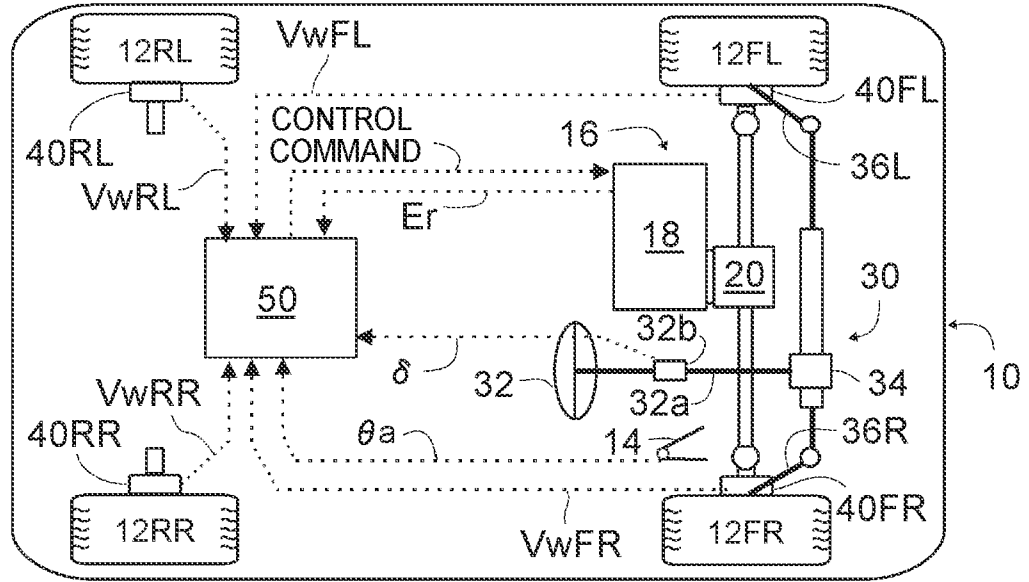 12RL
VwFL
12FL
40RL
CONTROL
COMMAND
16
40FL
VwRL
Er
36L
18
20
30
50
32b
10
δ
32
32a
34
VwRR
40RR
θa
14
36R
12RR
VwFR
12FR
40FR